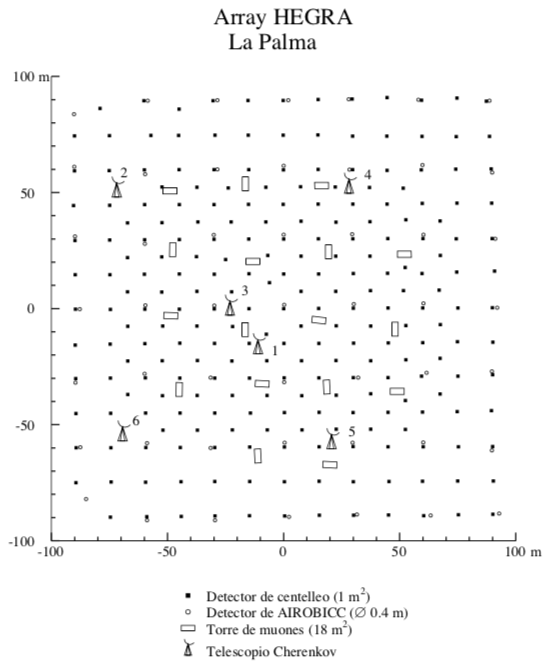 Array HEGRA
La Palma
100 m
2
4
50
3
0
1
6
5
-50
-100
-100 -50 0 50 100 m
Detector de centelleo (1 m²)
Detector de AIROBICC (∅ 0.4 m)
Torre de muones (18 m²)
Telescopio Cherenkov